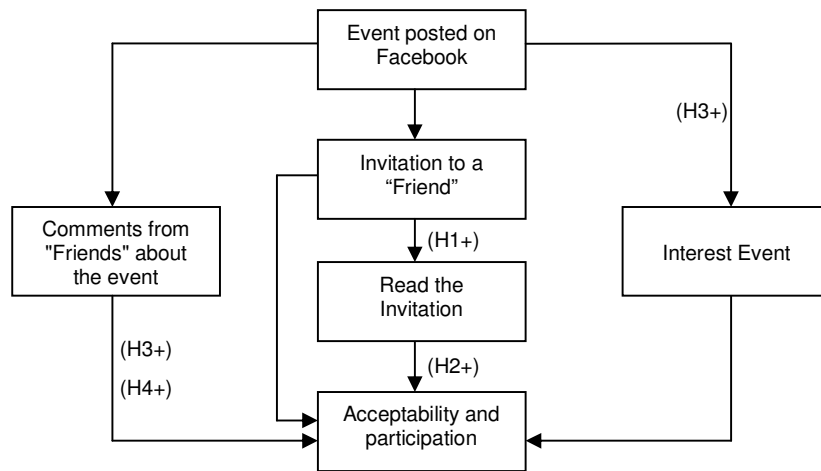 Event posted on
Facebook
(H3+)
Invitation to a
“Friend”
Comments from
"Friends" about
the event
(H1+)
Interest Event
Read the
Invitation
(H3+)
(H4+)
(H2+)
Acceptability and
participation